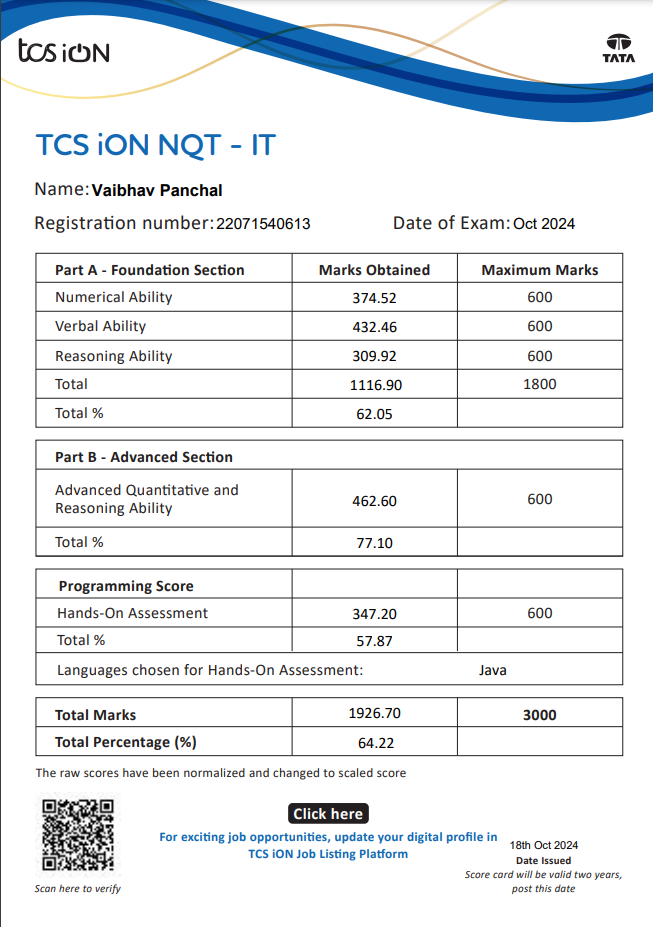 tcs iON
TATA
TCS iON NQT - IT
Name: Vaibhav Panchal
Registration number: 22071540613 Date of Exam: Oct 2024
Part A - Foundation Section Marks Obtained Maximum Marks
Numerical Ability 374.52 600
Verbal Ability 432.46 600
Reasoning Ability 309.92 600
Total 1116.90 1800
Total % 62.05
Part B - Advanced Section
Advanced Quantitative and
Reasoning Ability 462.60 600
Total % 77.10
Programming Score
Hands-On Assessment 347.20 600
Total % 57.87
Languages chosen for Hands-On Assessment: Java
Total Marks 1926.70 3000
Total Percentage (%) 64.22
The raw scores have been normalized and changed to scaled score
Click here
For exciting job opportunities, update your digital profile in
TCS iON Job Listing Platform
18th Oct 2024
Date Issued
Score card will be valid two years,
post this date
Scan here to verify